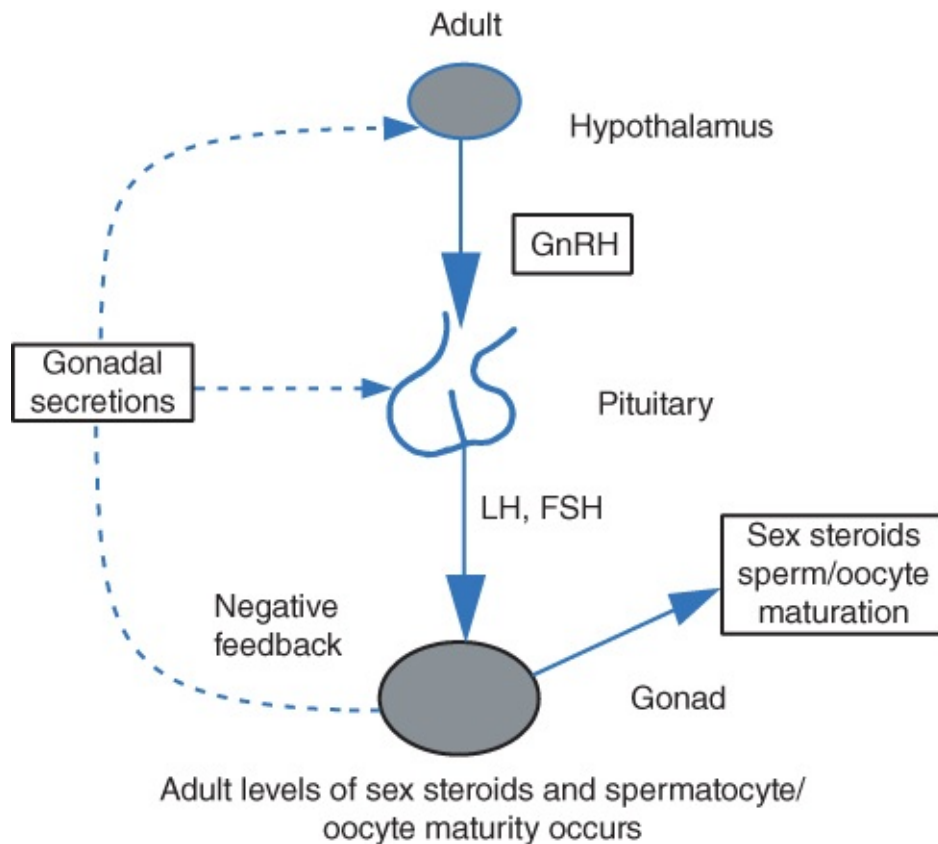 Adult
Hypothalamus
GnRH
Gonadal
secretions
Pituitary
LH, FSH
Sex steroids
sperm/oocyte
maturation
Negative
feedback
Gonad
Adult levels of sex steroids and spermatocyte/
oocyte maturity occurs